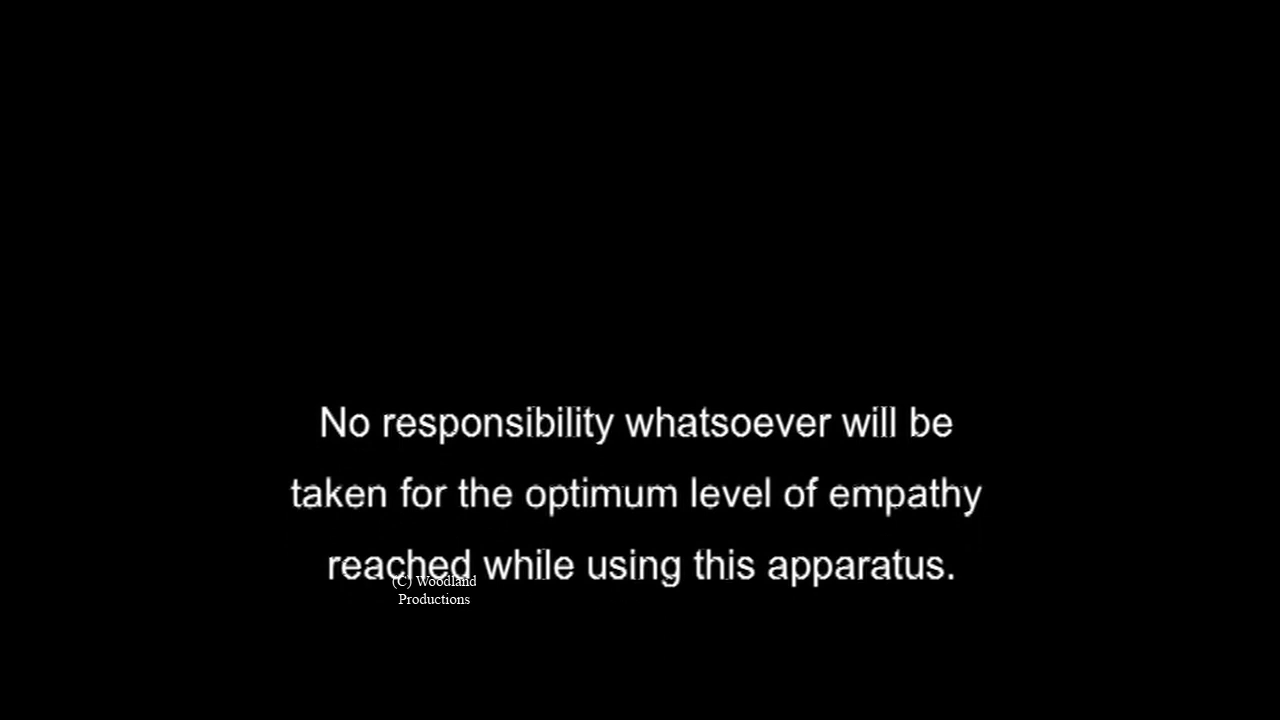 No responsibility whatsoever will be
taken for the optimum level of empathy
reached while using this apparatus.
(C) Woodland
Productions